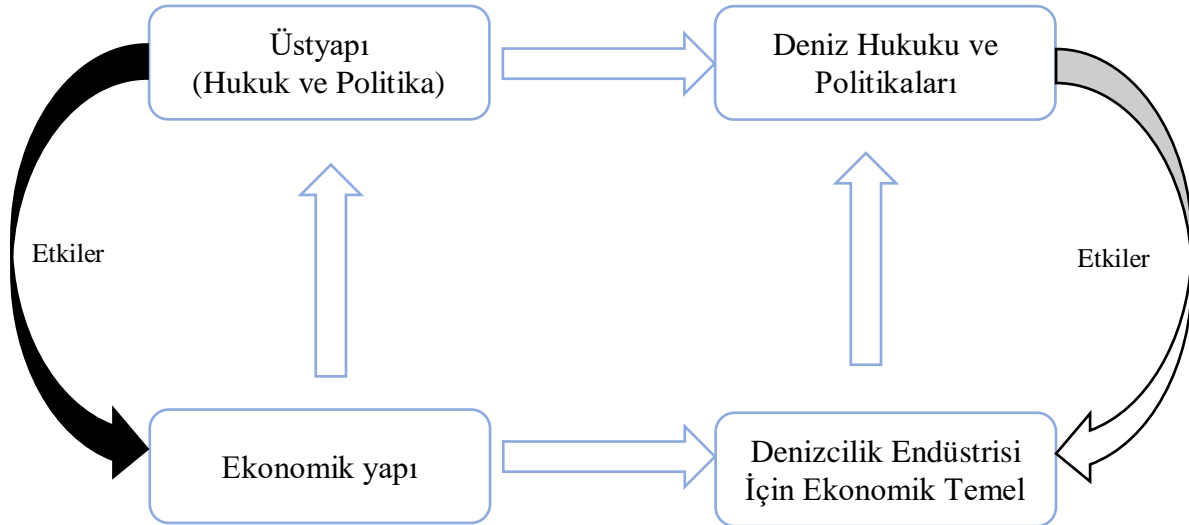 Üstyapı
(Hukuk ve Politika)
Deniz Hukuku ve
Politikaları
Etkiler
Etkiler
Ekonomik yapı
Denizcilik Endüstrisi
İçin Ekonomik Temel